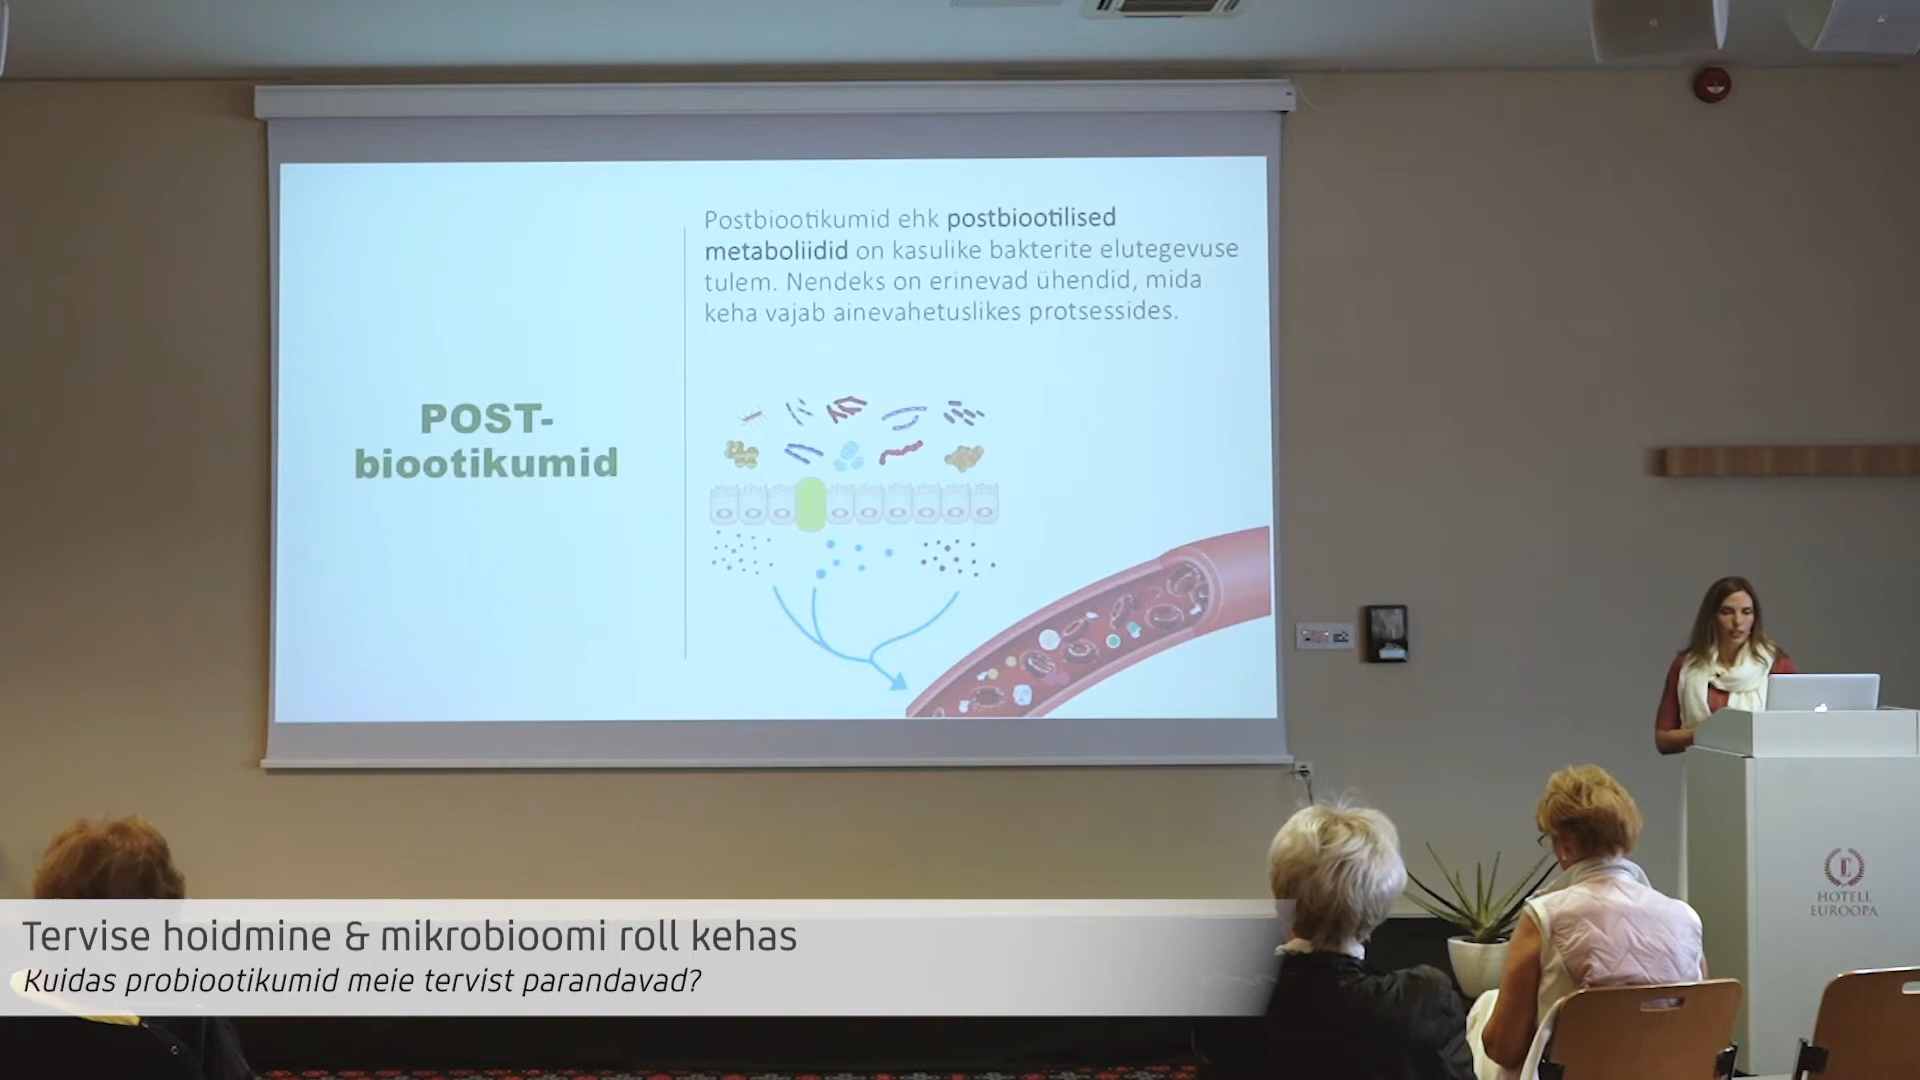 Postbiootikumid ehk postbiootilised
metaboliidid on kasulike bakterite elutegevuse
tulem. Nendeks on erinevad ühendid, mida
keha vajab ainevahetuslikes protsessides.
POST-
biootikumid
HOTELL
EUROOPA
Tervise hoidmine & mikrobioomi roll kehas
Kuidas probiootikumid meie tervist parandavad?